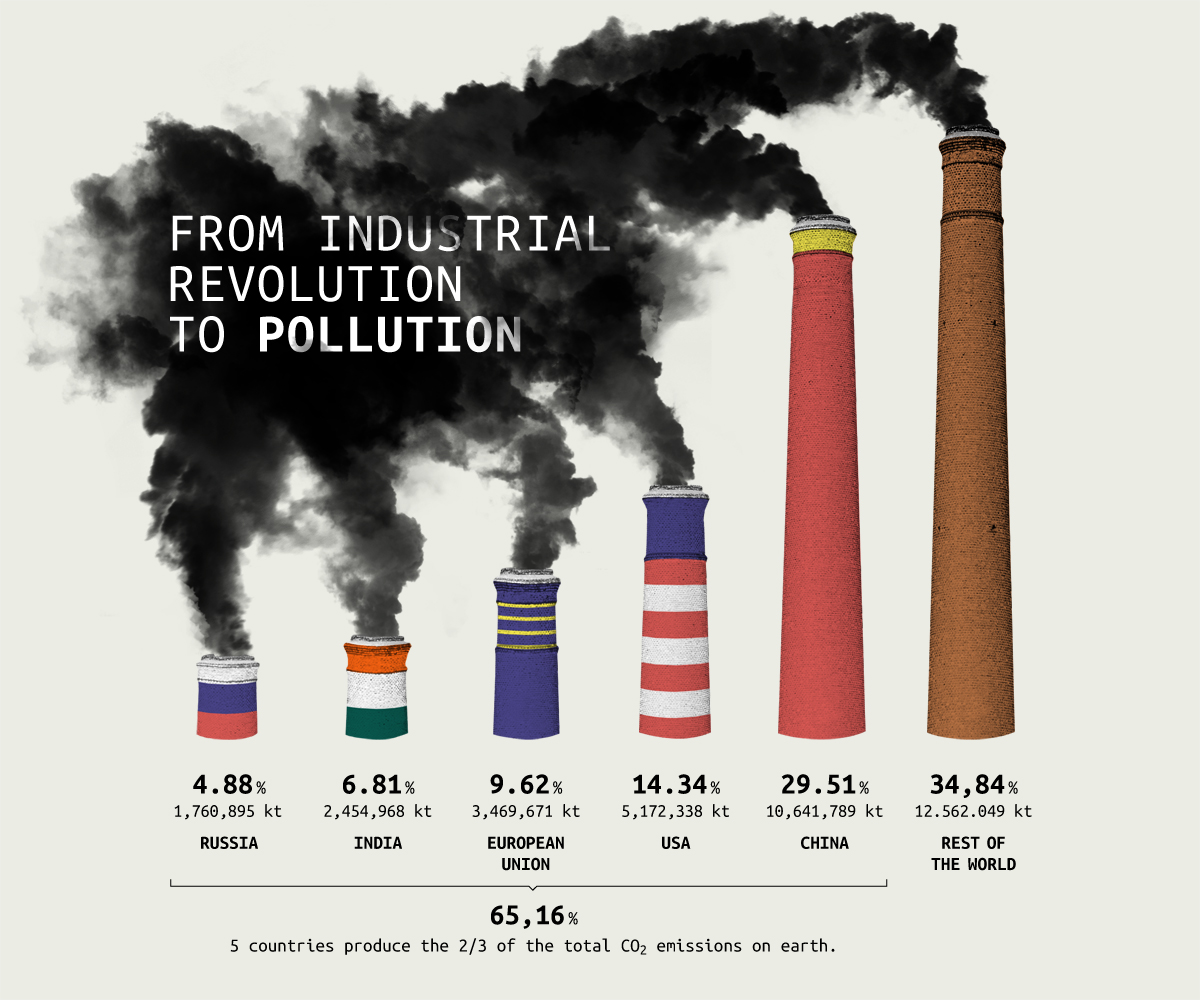 FROM INDUSTRIAL
REVOLUTION
TO POLLUTION
4.88%
1,760,895 kt
RUSSIA
6.81%
2,454,968 kt
INDIA
9.62%
3,469,671 kt
EUROPEAN
UNION
14.34%
5,172,338 kt
USA
29.51%
10,641,789 kt
CHINA
34,84%
12.562.049 kt
REST OF
THE WORLD
65,16%
5 countries produce the 2/3 of the total CO₂ emissions on earth.